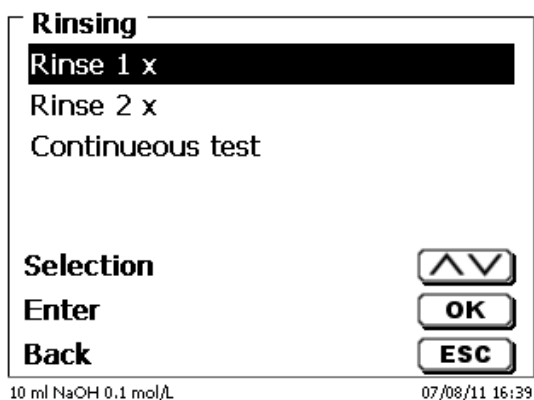 Rinsing
Rinse 1 x
Rinse 2 x
Continueous test
Selection
Enter OK
Back ESC
10 ml NaOH 0.1 mol/L 07/08/11 16:39